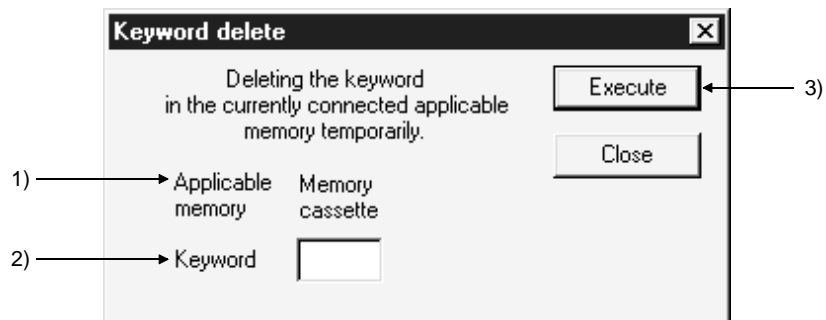 Keyword delete
Deleting the keyword
in the currently connected applicable
memory temporarily.
Execute
3)
Close
1)
Applicable Memory
memory cassette
2)
Keyword